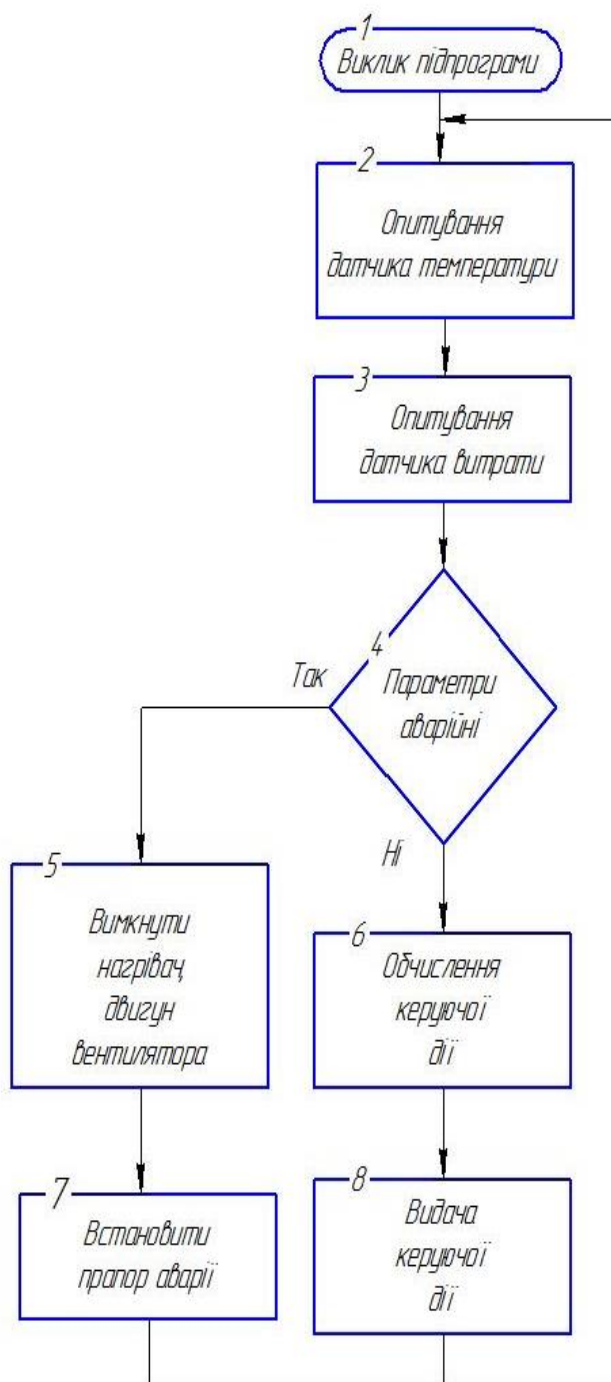 1
Виклик підпрограми
2
Опитування
датчика температури
3
Опитування
датчика витрати
4
Параметри
аварійні
Так
Ні
5
Вимкнути
нагрівач,
двигун
вентилятора
6
Обчислення
керуючої
дії
7
Встановити
прапор аварії
8
Видача
керуючої
дії